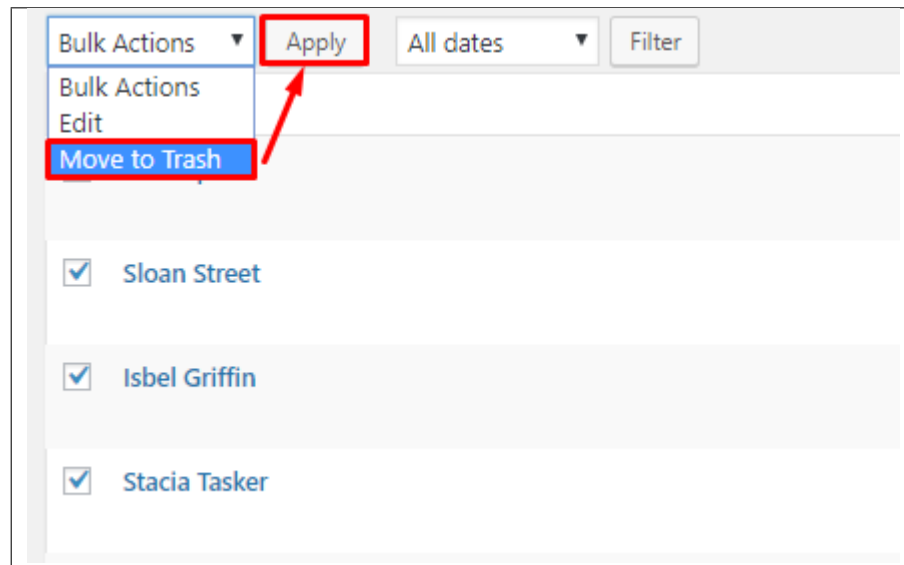 Bulk Actions Apply All dates Filter
Bulk Actions
Edit
Move to Trash
Sloan Street
Isbel Griffin
Stacia Tasker